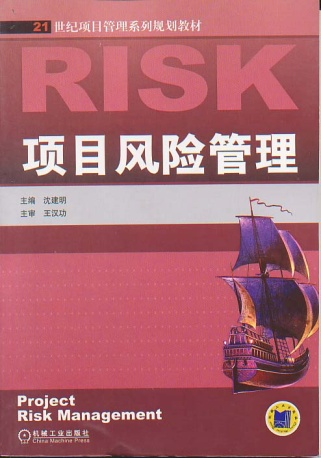 21世纪项目管理系列规划教材
RISK
项目风险管理
主编 沈建明
主审 王汉功
Project
Risk Management
机械工业出版社
China Machine Press